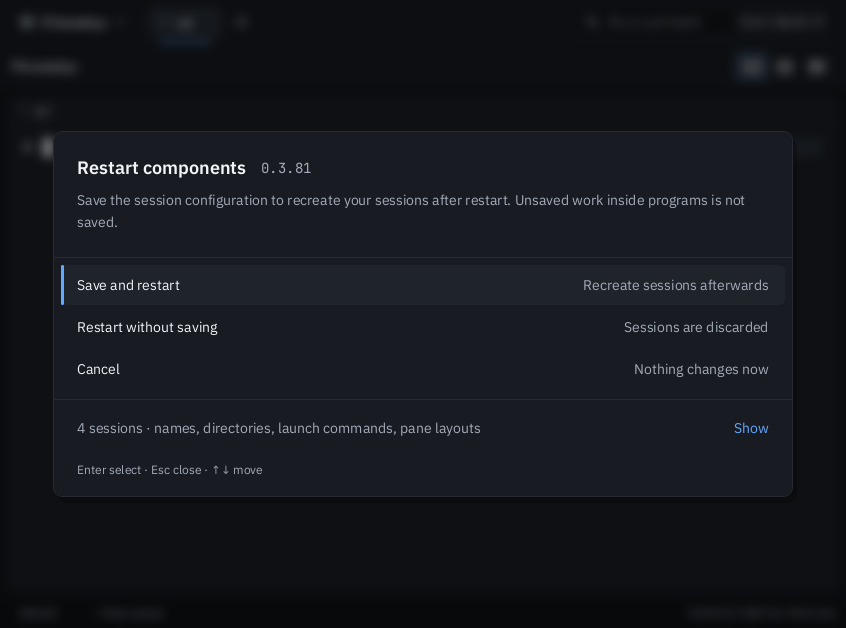 Restart components 0.3.81
Save the session configuration to recreate your sessions after restart. Unsaved work inside programs is not
saved.
Save and restart Recreate sessions afterwards
Restart without saving Sessions are discarded
Cancel Nothing changes now
4 sessions · names, directories, launch commands, pane layouts Show
Enter select · Esc close · ↑↓ move